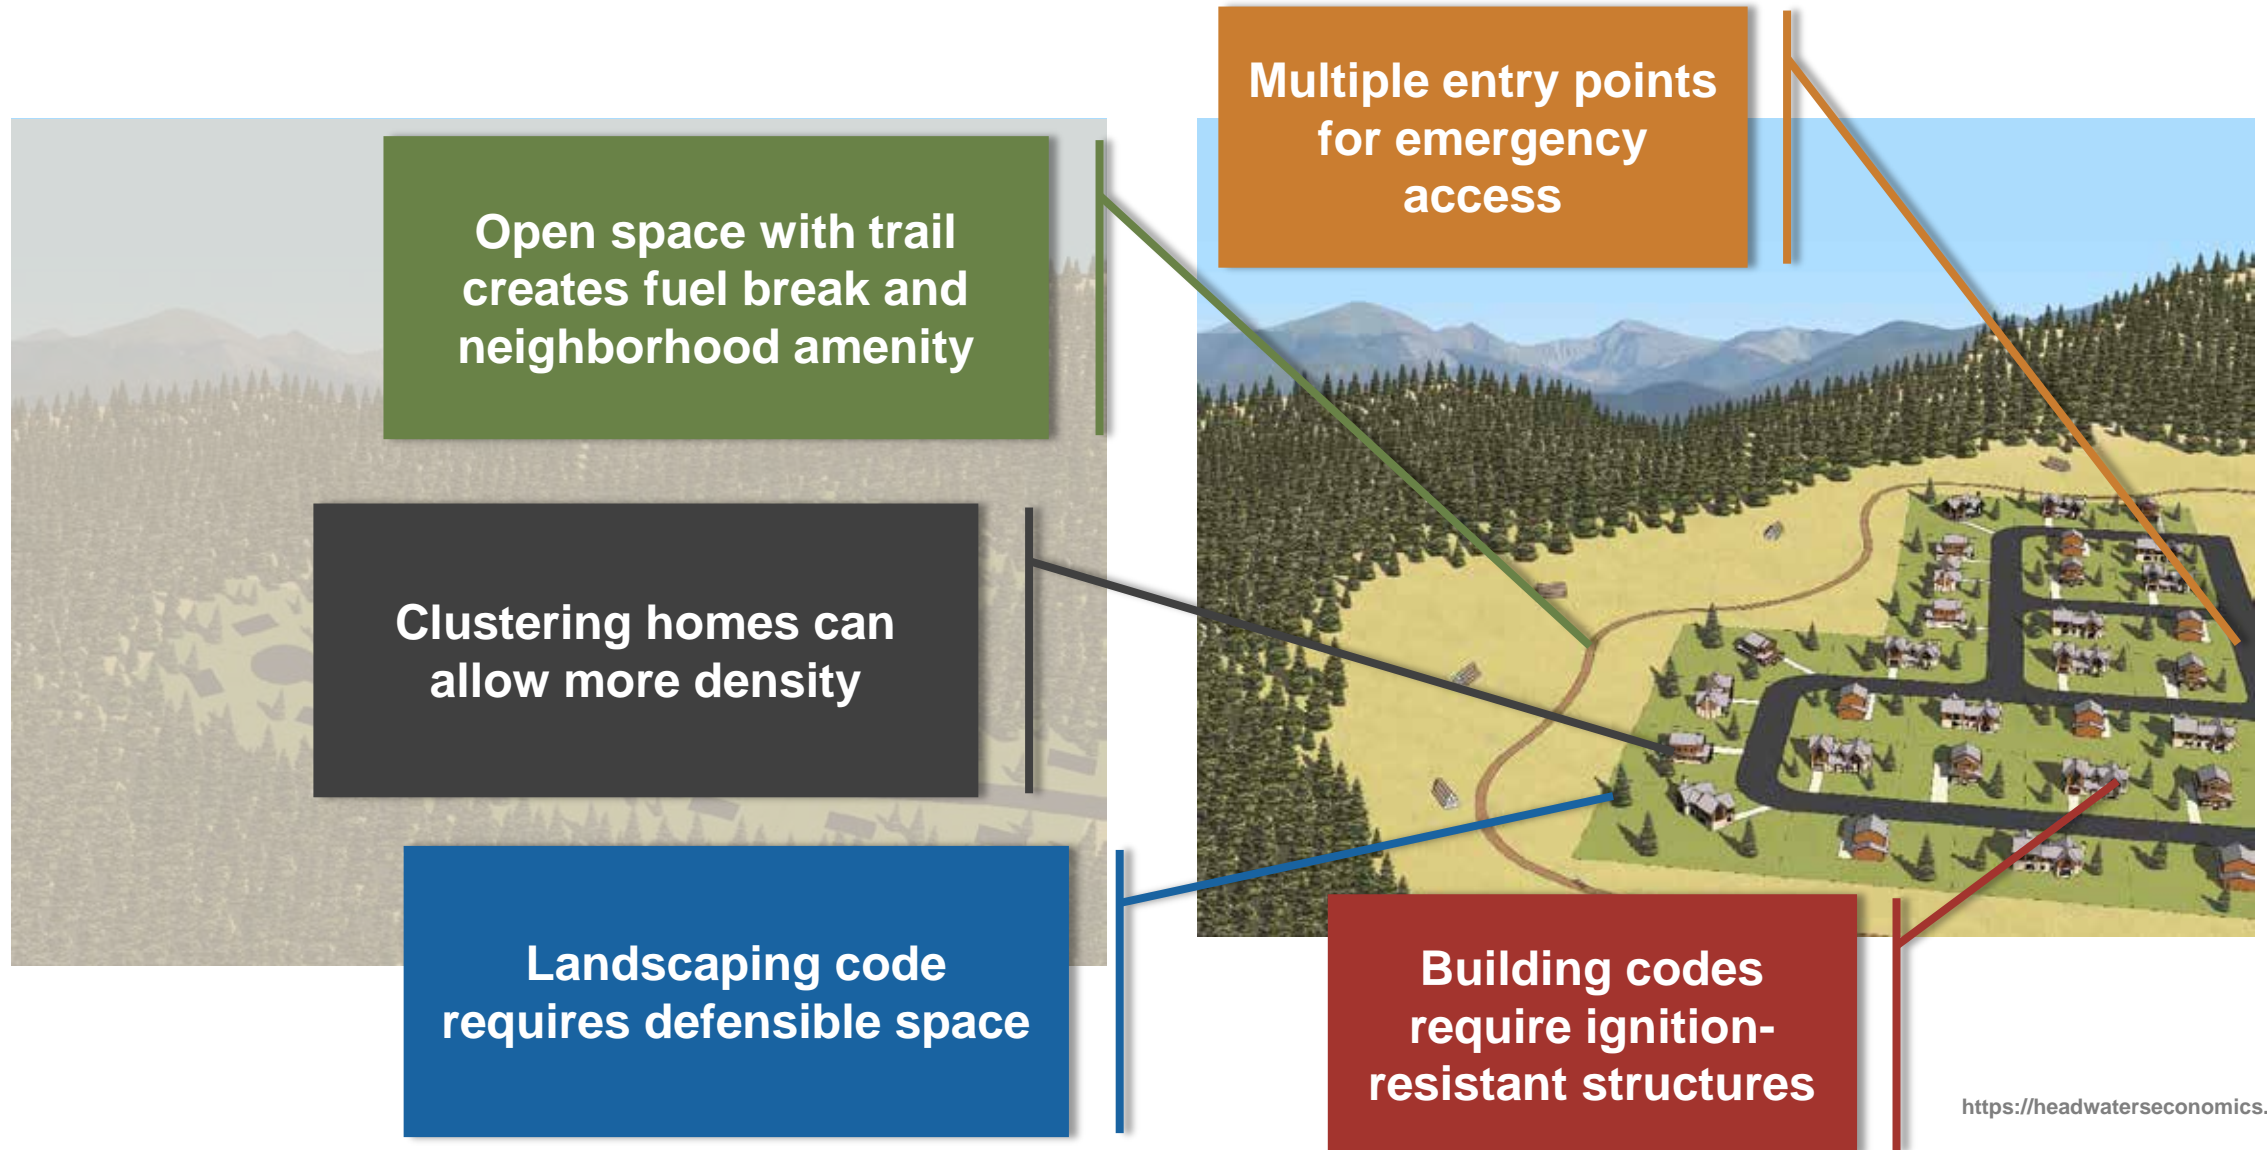 Multiple entry points
for emergency
access
Open space with trail
creates fuel break and
neighborhood amenity
Clustering homes can
allow more density
Landscaping code
requires defensible space
Building codes
require ignition-
resistant structures
https://headwaterseconomics.